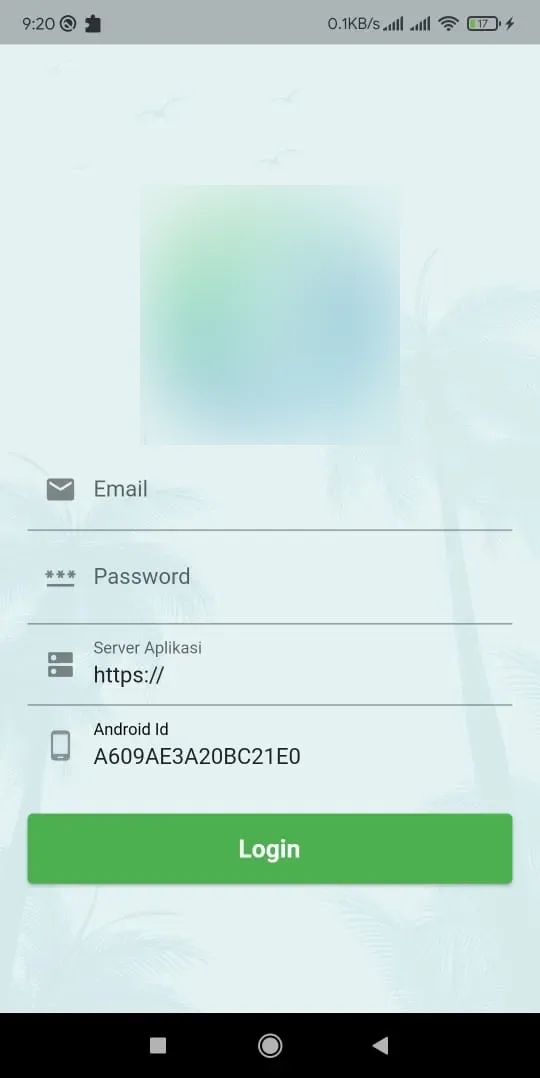 9:20
0.1KB/s
17
Email
*** Password
Server Aplikasi
https://
Android Id
A609AE3A20BC21E0
Login